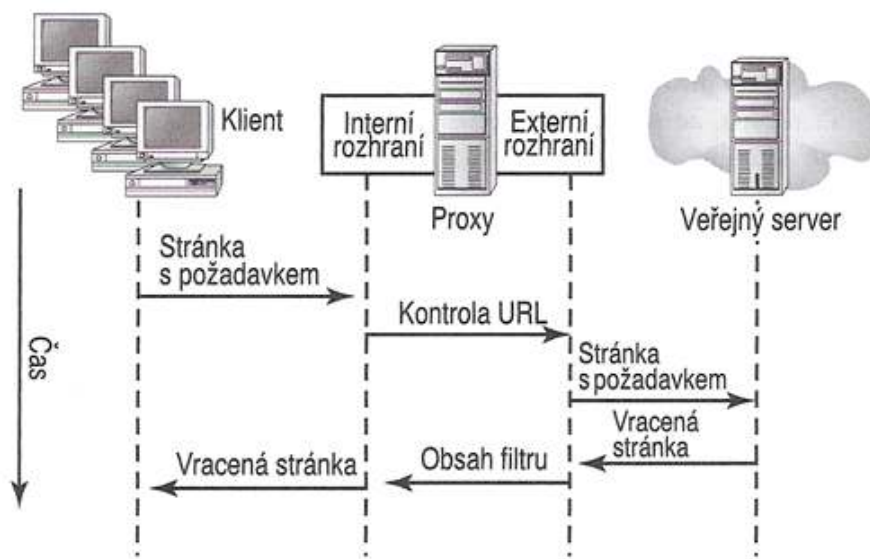 Klient
Interní
rozhraní
Externí
rozhraní
Proxy
Veřejný server
Čas
Stránka
s požadavkem
Kontrola URL
Stránka
s požadavkem
Vracená
stránka
Obsah filtru
Vracená stránka